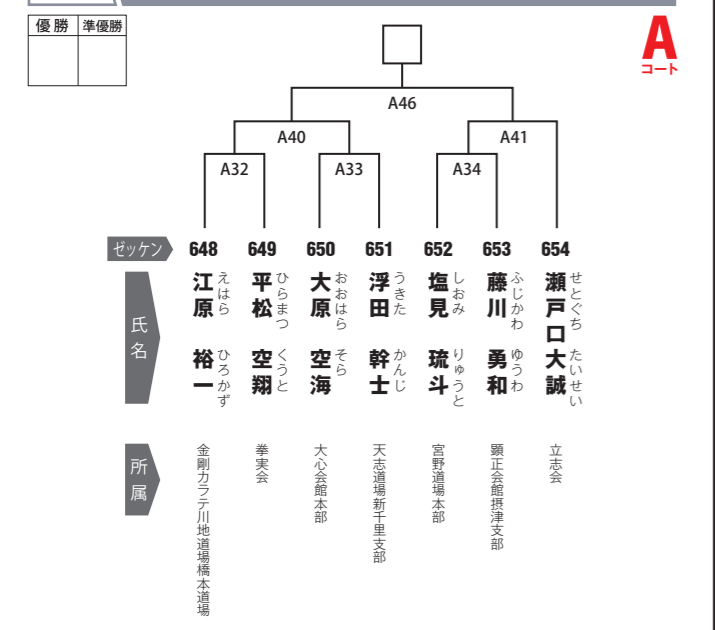 優勝 準優勝
A
コート
A46
A40
A41
A32
A33
A34
ゼッケン
648
649
650
651
652
653
654
氏名
江原 裕一
えはら ひろかず
平松 空翔
ひらまつ くうと
大原 空海
おおはら そら
浮田 幹士
うきた かんじ
塩見 琉斗
しおみ りゅうと
藤川 勇和
ふじかわ ゆうわ
瀬戸口 大誠
せとぐち たいせい
所属
金剛カラテ川地道場橋本道場
拳実会
大心会館本部
天志道場新千里支部
宮野道場本部
顕正会館摂津支部
立志会